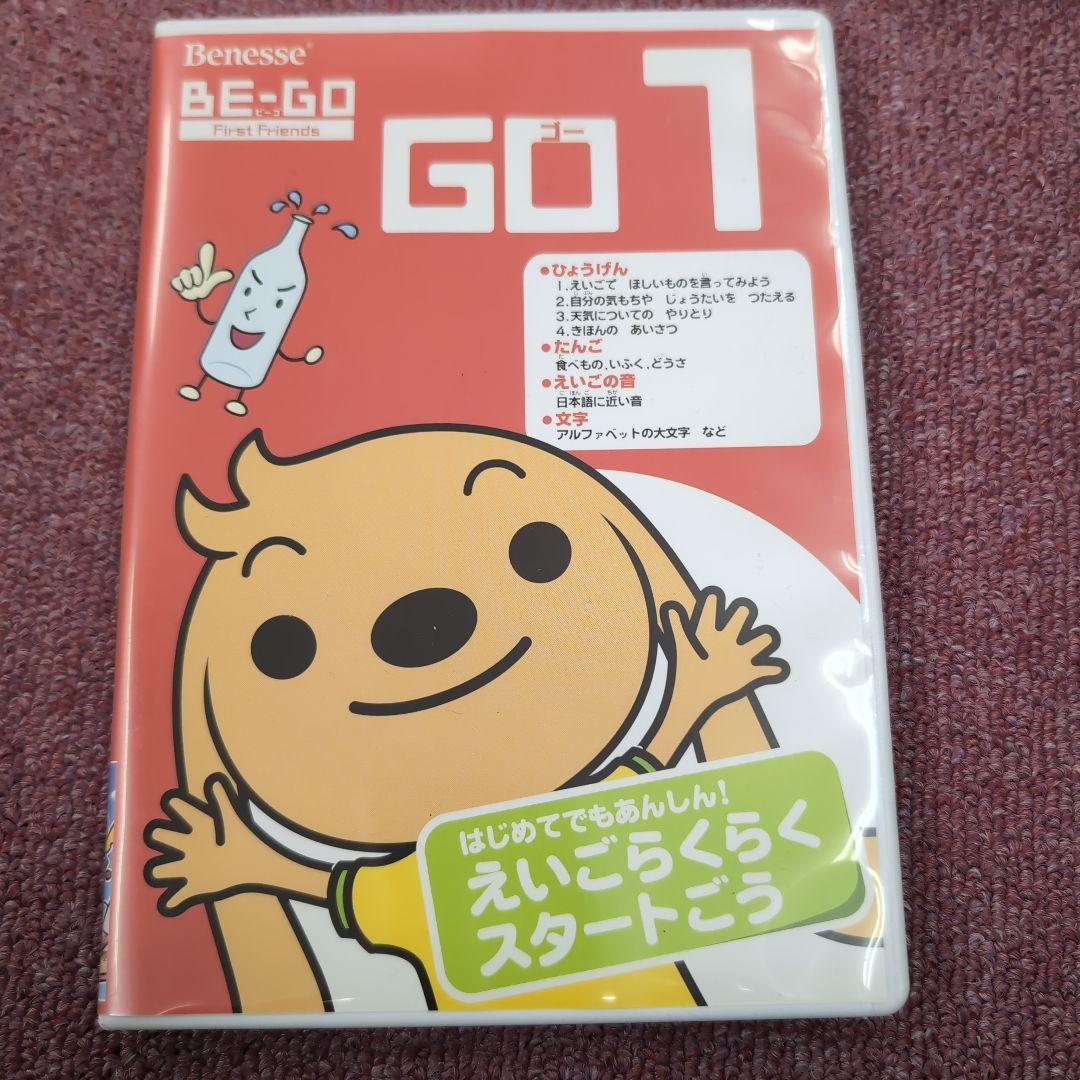 Benesse®
BE-GO
ビーゴ
First Friends
GO 1
ゴー
●ひょうげん
1.えいごで ほしいものを言ってみよう
2.自分の気もちや じょうたいを つたえる
3.天気についての やりとり
4.きほんの あいさつ
●たんご
食べもの,いふく,どうさ
●えいごの音
日本語に近い音
●文字
アルファベットの大文字 など
はじめてでもあんしん!
えいごらくらく
スタートごう